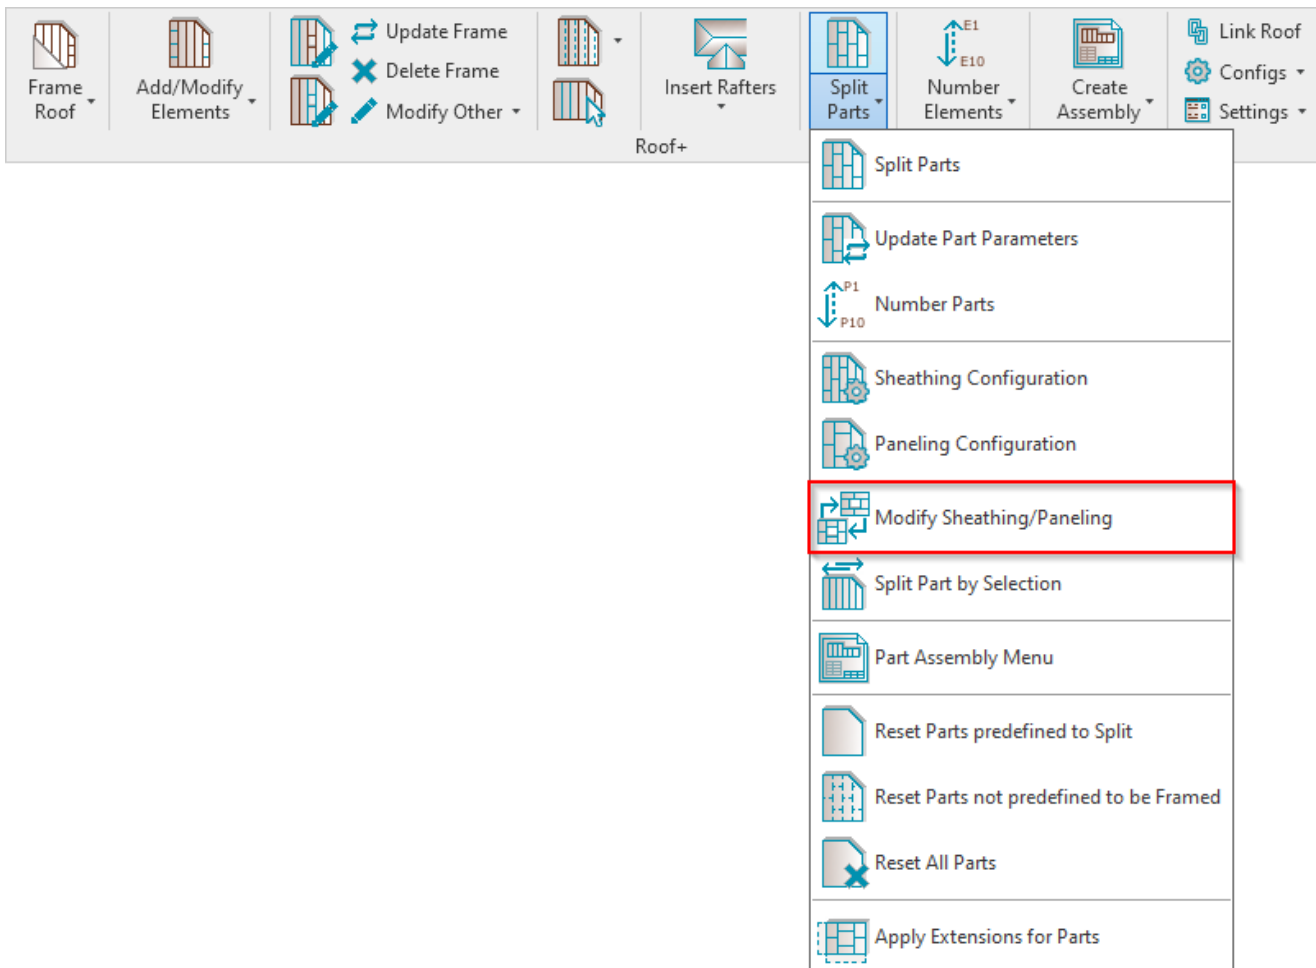 Frame
Roof
Add/Modify
Elements
Update Frame
Delete Frame
Modify Other
Insert Rafters
Split
Parts
E1
E10
Number
Elements
Create
Assembly
Link Roof
Configs
Settings
Roof+
Split Parts
Update Part Parameters
P1
P10
Number Parts
Sheathing Configuration
Paneling Configuration
Modify Sheathing/Paneling
Split Part by Selection
Part Assembly Menu
Reset Parts predefined to Split
Reset Parts not predefined to be Framed
Reset All Parts
Apply Extensions for Parts